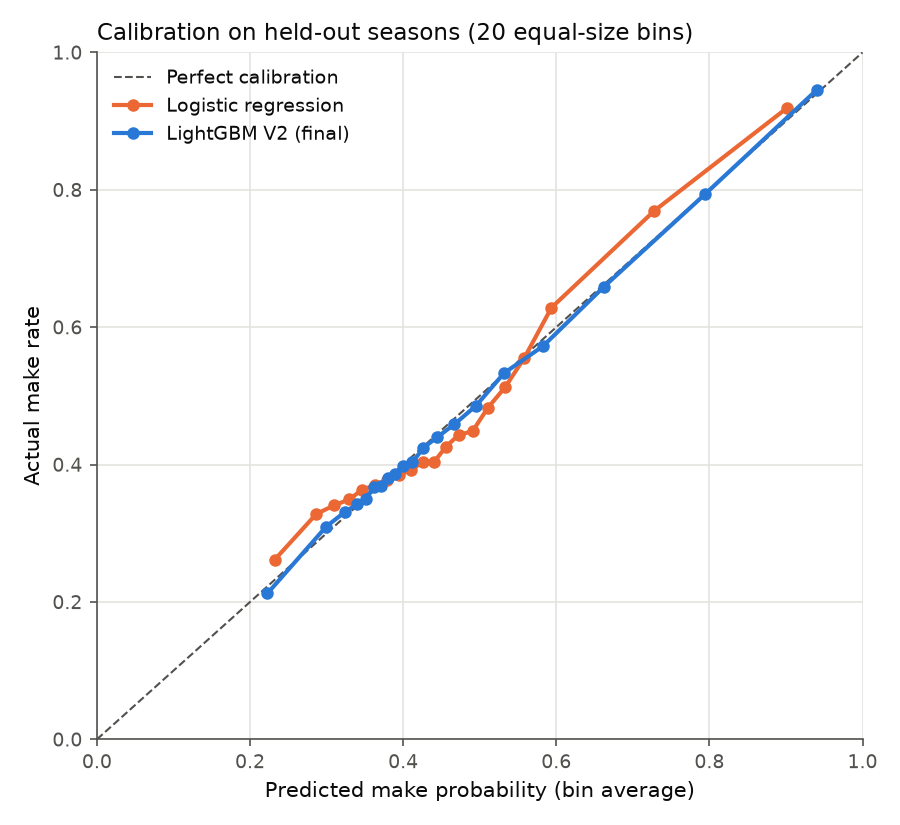 Calibration on held-out seasons (20 equal-size bins)
Perfect calibration
Logistic regression
LightGBM V2 (final)
Actual make rate
1.0
0.8
0.6
0.4
0.2
0.0
0.0 0.2 0.4 0.6 0.8 1.0
Predicted make probability (bin average)